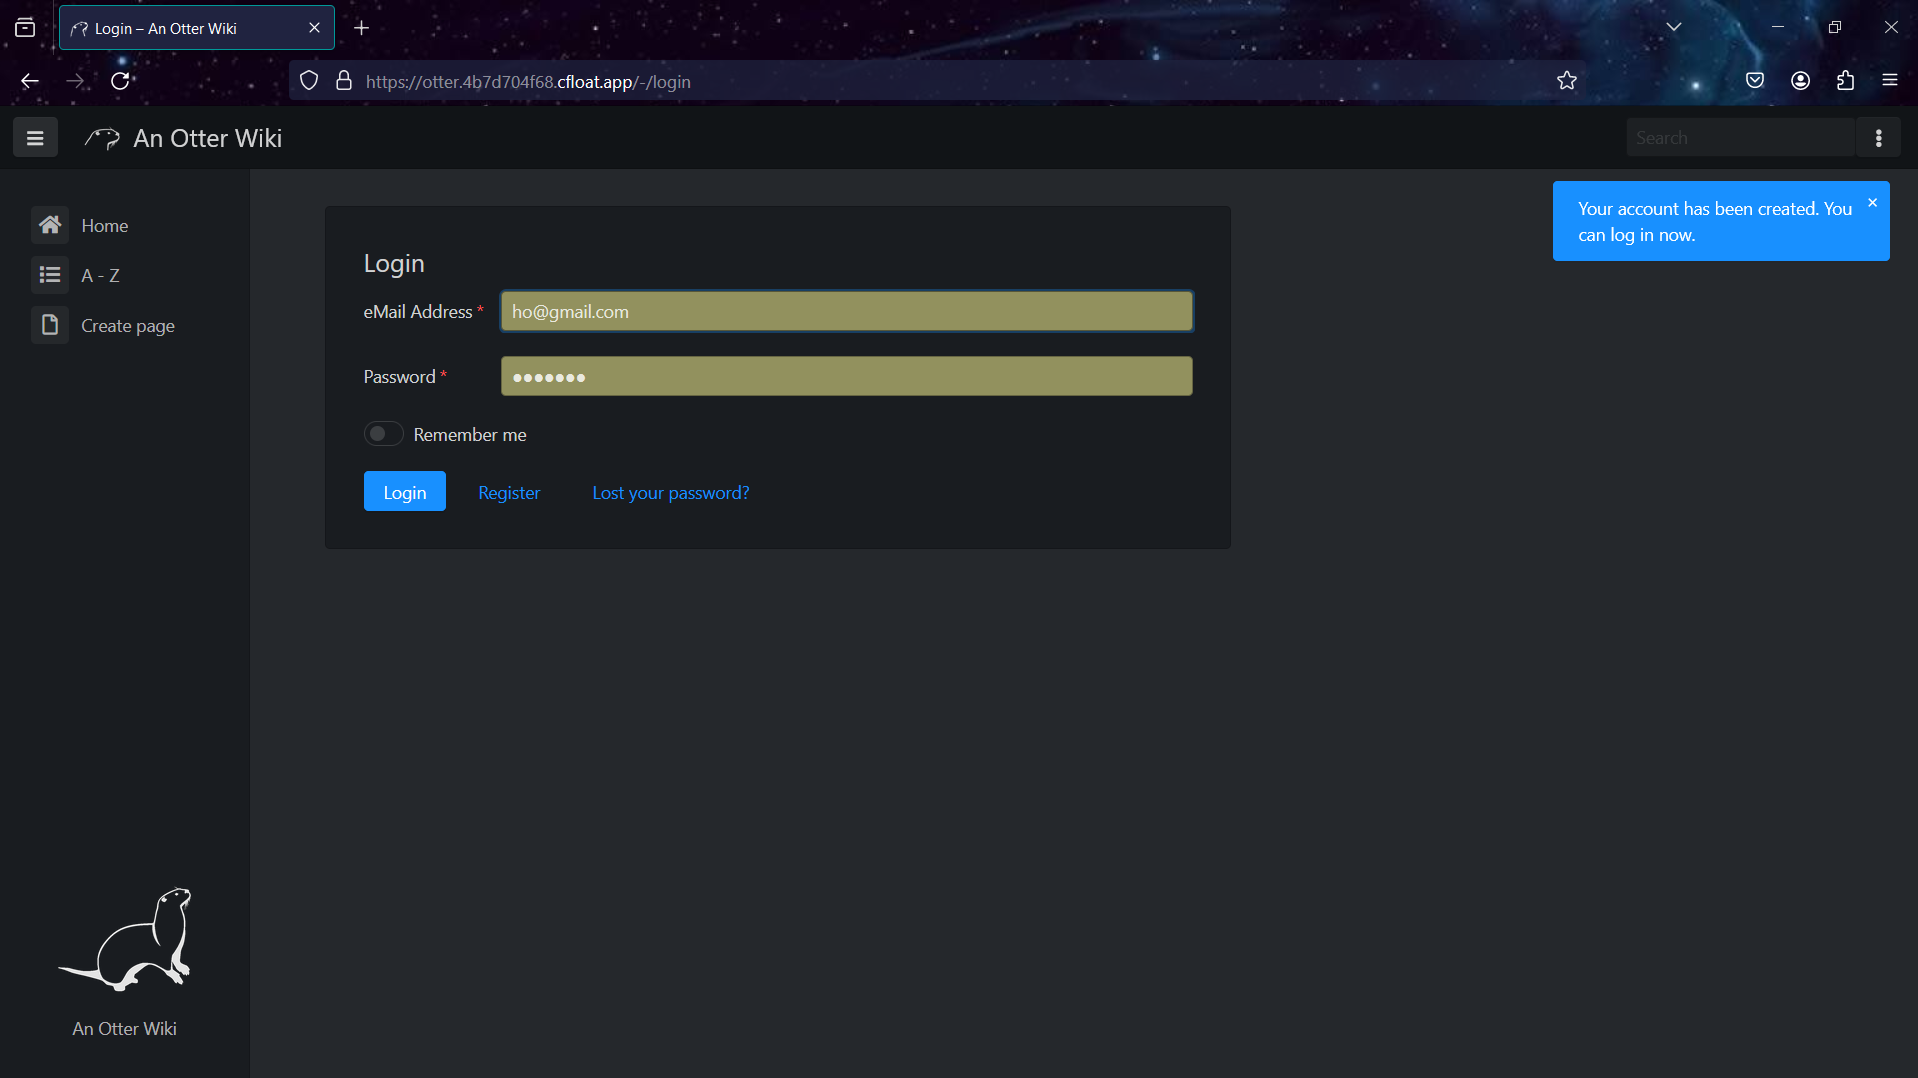 Login – An Otter Wiki
https://otter.4b7d704f68.cfloat.app/-/login
An Otter Wiki
Search
Home
A - Z
Create page
Your account has been created. You
can log in now.
Login
eMail Address *
ho@gmail.com
Password *
Remember me
Login
Register
Lost your password?
An Otter Wiki